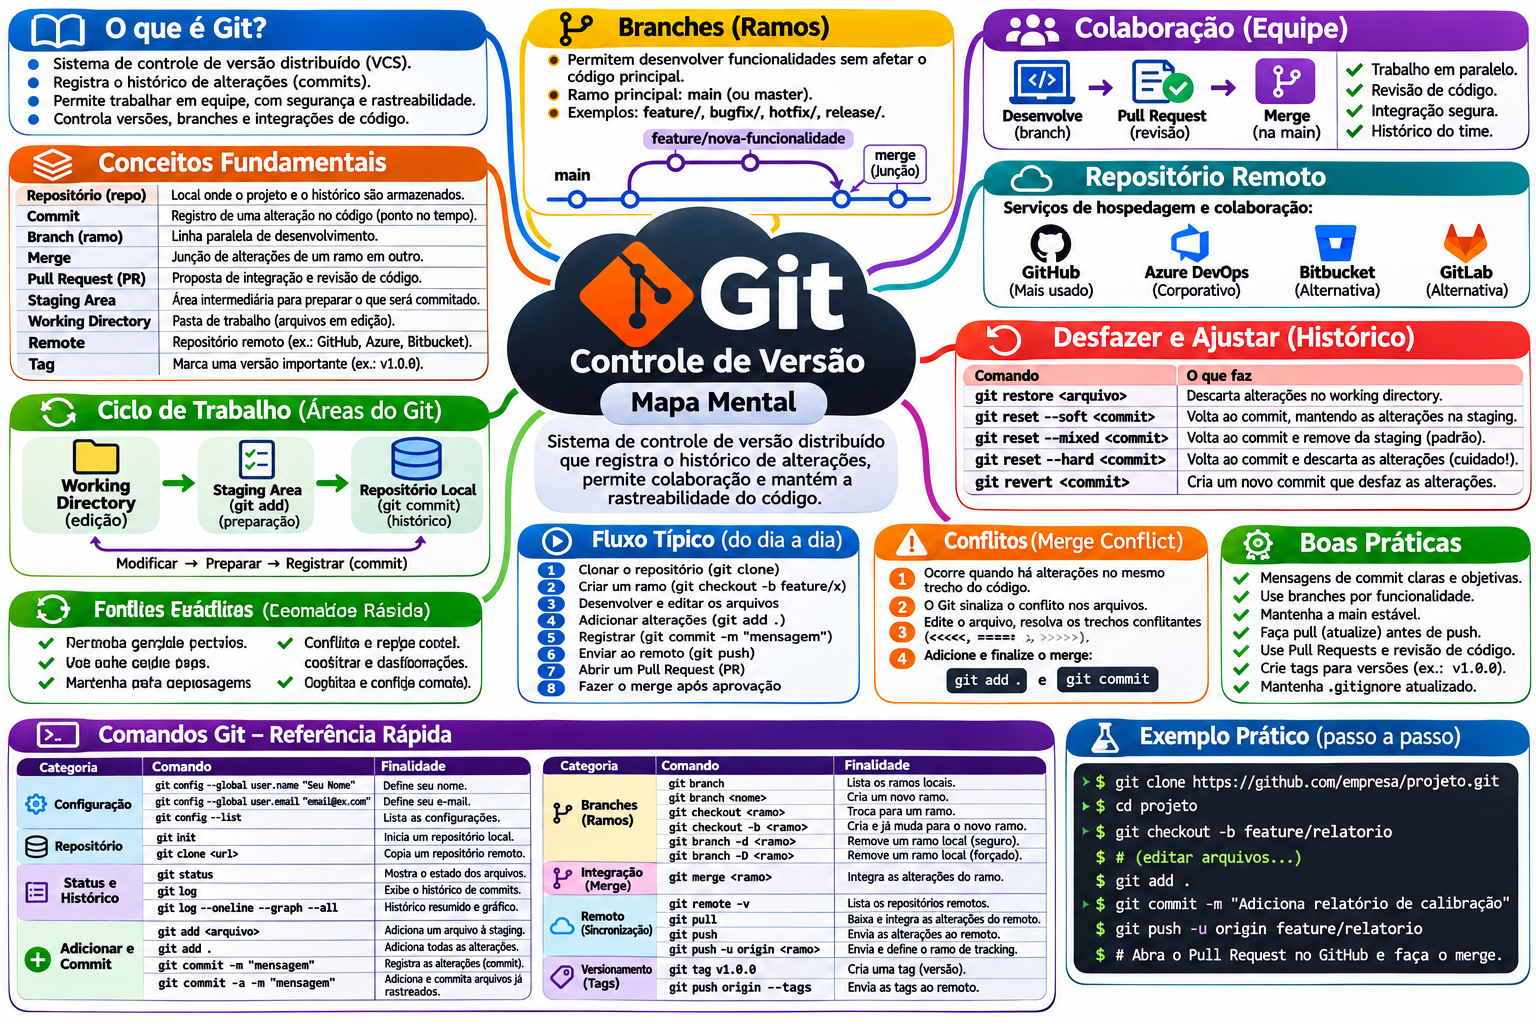 O que é Git?
Sistema de controle de versão distribuído (VCS).
Registra o histórico de alterações (commits).
Permite trabalhar em equipe, com segurança e rastreabilidade.
Controla versões, branches e integrações de código.
Conceitos Fundamentais
Repositório (repo) Local onde o projeto e o histórico são armazenados.
Commit Registro de uma alteração no código (ponto no tempo).
Branch (ramo) Linha paralela de desenvolvimento.
Merge Junção de alterações de um ramo em outro.
Pull Request (PR) Proposta de integração e revisão de código.
Staging Area Área intermediária para preparar o que será commitado.
Working Directory Pasta de trabalho (arquivos em edição).
Remote Repositório remoto (ex.: GitHub, Azure, Bitbucket).
Tag Marca uma versão importante (ex.: v1.0.0).
Ciclo de Trabalho (Áreas do Git)
Working
Directory
(edição)
Staging Area
(git add)
(preparação)
Repositório Local
(git commit)
(histórico)
Modificar → Preparar → Registrar (commit)
Branches (Ramos)
Permitem desenvolver funcionalidades sem afetar o
código principal.
Ramo principal: main (ou master).
Exemplos: feature/, bugfix/, hotfix/, release/.
feature/nova-funcionalidade
main
merge
(Junção)
Git
Controle de Versão
Mapa Mental
Sistema de controle de versão distribuído
que registra o histórico de alterações,
permite colaboração e mantém a
rastreabilidade do código.
Colaboração (Equipe)
Desenvolve
(branch)
Pull Request
(revisão)
Merge
(na main)
Trabalho em paralelo.
Revisão de código.
Integração segura.
Histórico do time.
Repositório Remoto
Serviços de hospedagem e colaboração:
GitHub
(Mais usado)
Azure DevOps
(Corporativo)
Bitbucket
(Alternativa)
GitLab
(Alternativa)
Desfazer e Ajustar (Histórico)
Comando O que faz
git restore <arquivo> Descarta alterações no working directory.
git reset --soft <commit> Volta ao commit, mantendo as alterações na staging.
git reset --mixed <commit> Volta ao commit e remove da staging (padrão).
git reset --hard <commit> Volta ao commit e descarta as alterações (cuidado!).
git revert <commit> Cria um novo commit que desfaz as alterações.
Fluxo Típico (do dia a dia)
1 Clonar o repositório (git clone)
2 Criar um ramo (git checkout -b feature/x)
3 Desenvolver e editar os arquivos
4 Adicionar alterações (git add .)
5 Registrar (git commit -m "mensagem")
6 Enviar ao remoto (git push)
7 Abrir um Pull Request (PR)
8 Fazer o merge após aprovação
Conflitos (Merge Conflict)
1 Ocorre quando há alterações no mesmo
trecho do código.
2 O Git sinaliza o conflito nos arquivos.
3 Edite o arquivo, resolva os trechos conflitantes
(<<<<<, >>>>>).
4 Adicione e finalize o merge:
git add . e git commit
Boas Práticas
Mensagens de commit claras e objetivas.
Use branches por funcionalidade.
Mantenha a main estável.
Faça pull (atualize) antes de push.
Use Pull Requests e revisão de código.
Crie tags para versões (ex.: v1.0.0).
Mantenha .gitignore atualizado.
Comandos Git – Referência Rápida
Categoria Comando Finalidade
Configuração
git config --global user.name "Seu Nome" Define seu nome.
git config --global user.email "email@ex.com" Define seu e-mail.
git config --list Lista as configurações.
Repositório
git init Inicia um repositório local.
git clone <url> Copia um repositório remoto.
Status e
Histórico
git status Mostra o estado dos arquivos.
git log Exibe o histórico de commits.
git log --oneline --graph --all Histórico resumido e gráfico.
Adicionar e
Commit
git add <arquivo> Adiciona um arquivo à staging.
git add . Adiciona todas as alterações.
git commit -m "mensagem" Registra as alterações (commit).
git commit -a -m "mensagem" Adiciona e commita arquivos já
rastreados.
Categoria Comando Finalidade
Branches
(Ramos)
git branch Lista os ramos locais.
git branch <nome> Cria um novo ramo.
git checkout <ramo> Troca para um ramo.
git checkout -b <ramo> Cria e já muda para o novo ramo.
git branch -d <ramo> Remove um ramo local (seguro).
git branch -D <ramo> Remove um ramo local (forçado).
Integração
(Merge)
git merge <ramo> Integra as alterações do ramo.
Remoto
(Sincronização)
git remote -v Lista os repositórios remotos.
git pull Baixa e integra as alterações do remoto.
git push Envia as alterações ao remoto.
git push -u origin <ramo> Envia e define o ramo de tracking.
Versionamento
(Tags)
git tag v1.0.0 Cria uma tag (versão).
git push origin --tags Envia as tags ao remoto.
Exemplo Prático (passo a passo)
$ git clone https://github.com/empresa/projeto.git
$ cd projeto
$ git checkout -b feature/relatorio
$ # (editar arquivos...)
$ git add .
$ git commit -m "Adiciona relatório de calibração"
$ git push -u origin feature/relatorio
$ # Abra o Pull Request no GitHub e faça o merge.